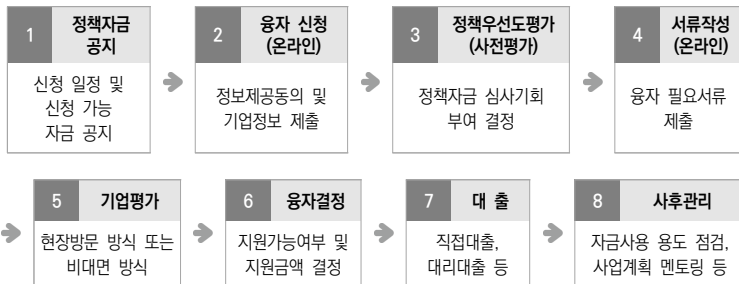 1 정책자금 공지
신청 일정 및
신청 가능
자금 공지
2 융자 신청 (온라인)
정보제공동의 및
기업정보 제출
3 정책우선도평가 (사전평가)
정책자금 심사기회
부여 결정
4 서류작성 (온라인)
융자 필요서류
제출
5 기업평가
현장방문 방식 또는
비대면 방식
6 융자결정
지원가능여부 및
지원금액 결정
7 대 출
직접대출,
대리대출 등
8 사후관리
자금사용 용도 점검,
사업계획 멘토링 등